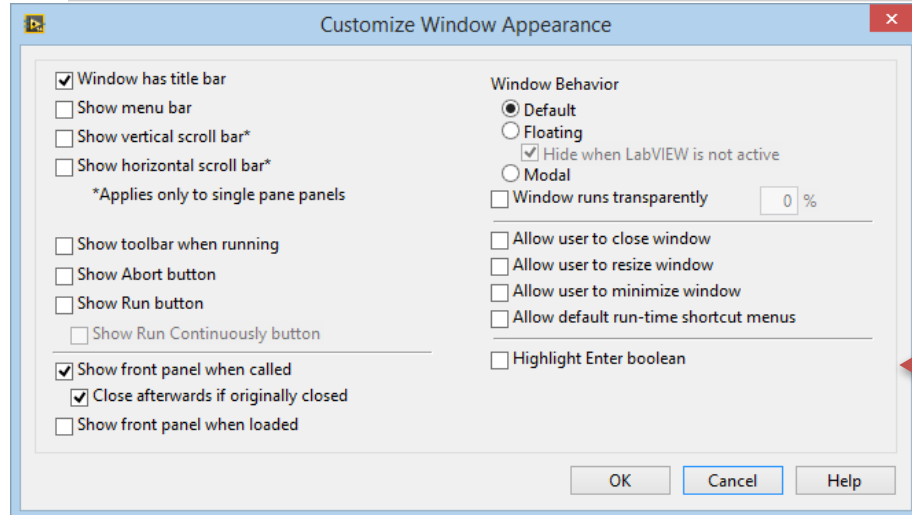 Customize Window Appearance
Window has title bar
Show menu bar
Show vertical scroll bar*
Show horizontal scroll bar*
*Applies only to single pane panels
Show toolbar when running
Show Abort button
Show Run button
Show Run Continuously button
Show front panel when called
Close afterwards if originally closed
Show front panel when loaded
Window Behavior
Default
Floating
Hide when LabVIEW is not active
Modal
Window runs transparently 0 %
Allow user to close window
Allow user to resize window
Allow user to minimize window
Allow default run-time shortcut menus
Highlight Enter boolean
OK Cancel Help